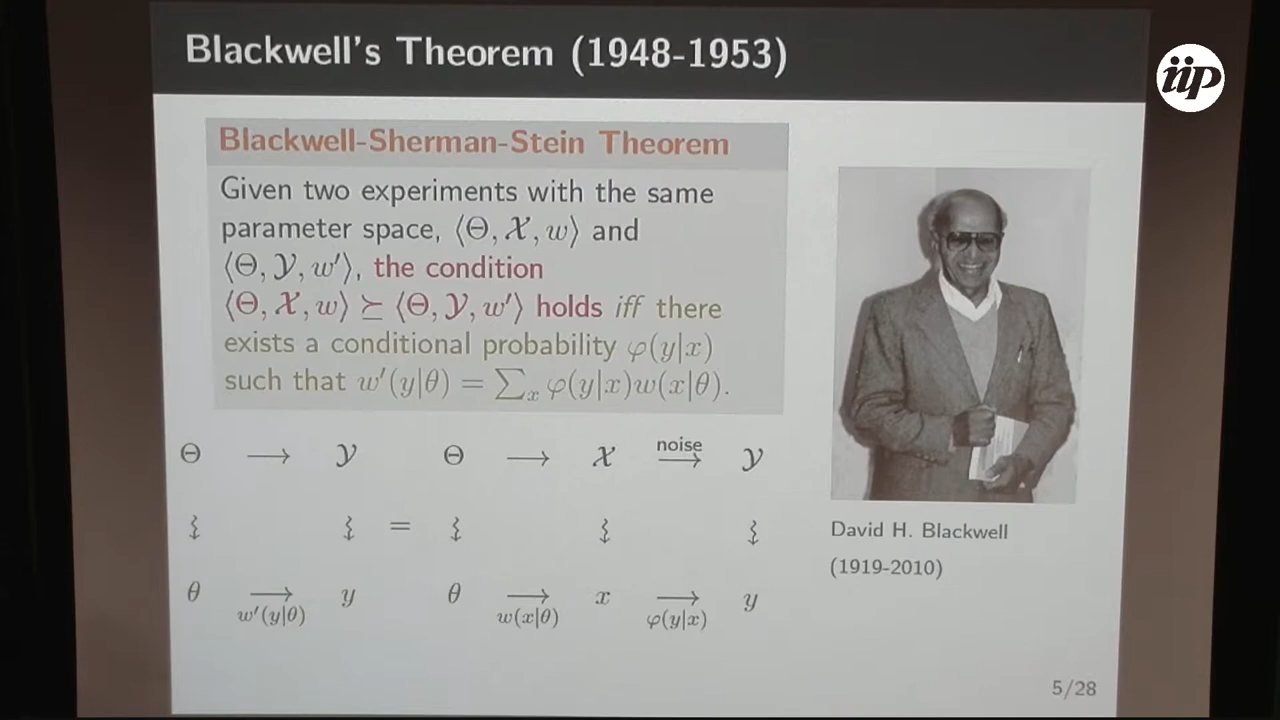 Blackwell's Theorem (1948-1953)
iip
Blackwell-Sherman-Stein Theorem
Given two experiments with the same
parameter space, ⟨Θ, 𝒳, w⟩ and
⟨Θ, 𝒴, w′⟩, the condition
⟨Θ, 𝒳, w⟩ ⪰ ⟨Θ, 𝒴, w′⟩ holds iff there
exists a conditional probability φ(y|x)
such that w′(y|θ) = ∑ₓ φ(y|x)w(x|θ).
Θ ⟶ 𝒴 Θ ⟶ 𝒳 noise ⟶ 𝒴
⸾ ⸾ = ⸾ ⸾ ⸾
θ ⟶ w′(y|θ) y θ ⟶ w(x|θ) x ⟶ φ(y|x) y
David H. Blackwell
(1919-2010)
5/28